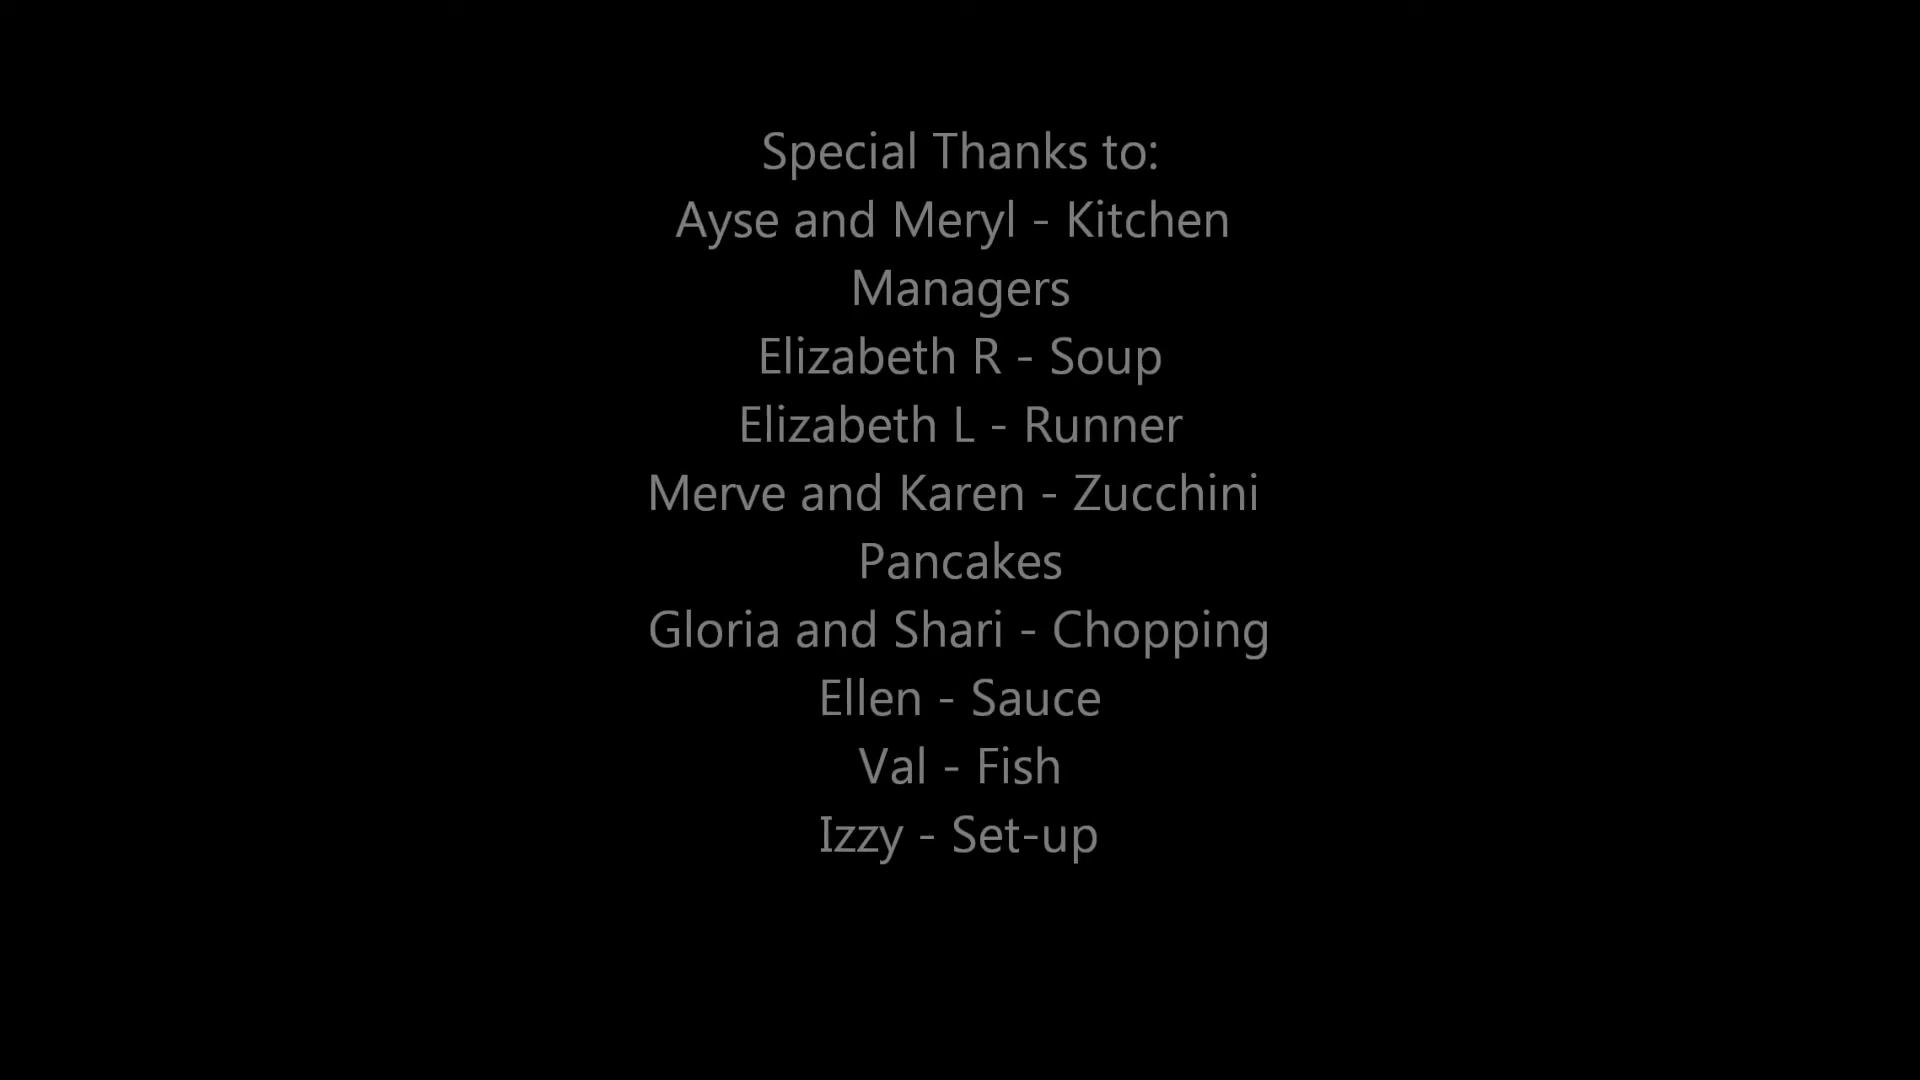 Special Thanks to:
Ayse and Meryl - Kitchen
Managers
Elizabeth R - Soup
Elizabeth L - Runner
Merve and Karen - Zucchini
Pancakes
Gloria and Shari - Chopping
Ellen - Sauce
Val - Fish
Izzy - Set-up